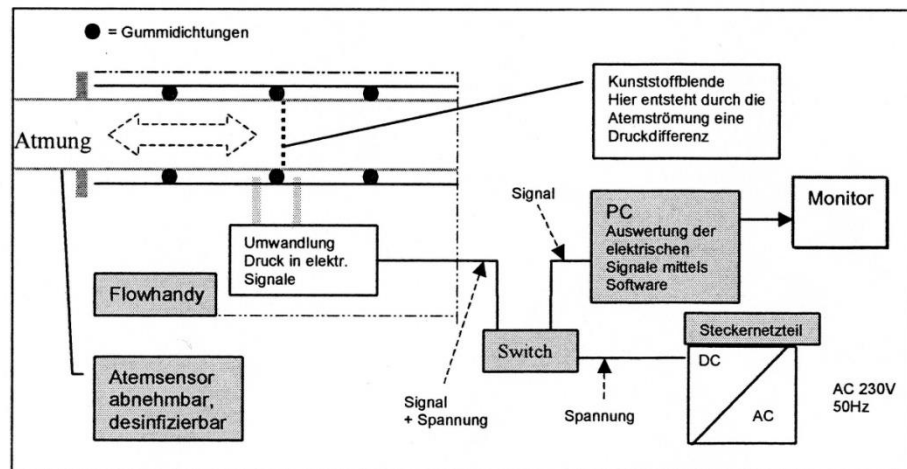 = Gummidichtungen
Atmung
Kunststoffblende
Hier entsteht durch die
Atemströmung eine
Druckdifferenz
Umwandlung
Druck in elektr.
Signale
Signal
PC
Auswertung der
elektrischen
Signale mittels
Software
Monitor
Flowhandy
Switch
Steckernetzteil
DC
AC
AC 230V
50Hz
Atemsensor
abnehmbar,
desinfizierbar
Signal
+ Spannung
Spannung